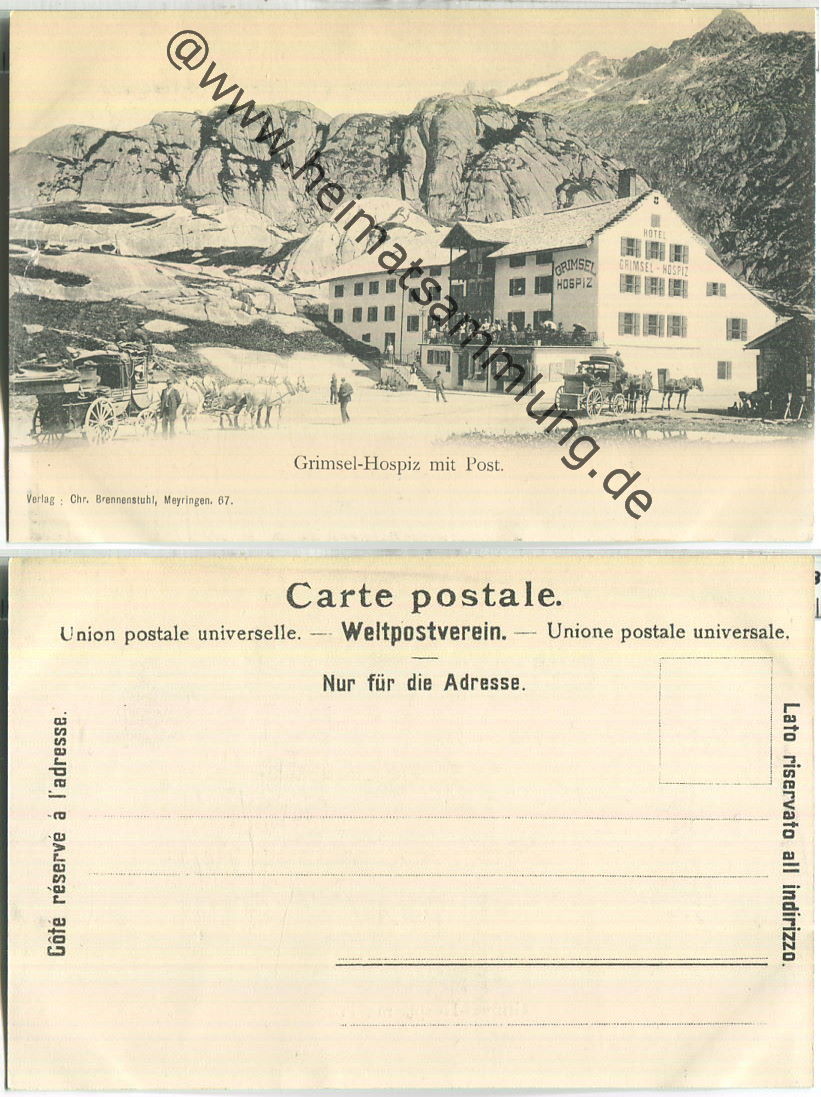 @www.heimatsammlung.de
HOTEL
GRIMSEL-HOSPIZ
GRIMSEL
HOSPIZ
Grimsel-Hospiz mit Post.
Verlag: Chr. Brennenstuhl, Meyringen. 67.
Carte postale.
Union postale universelle. — Weltpostverein. — Unione postale universale.
Nur für die Adresse.
Côté réservé á l'adresse.
Lato riservato all indirizzo.